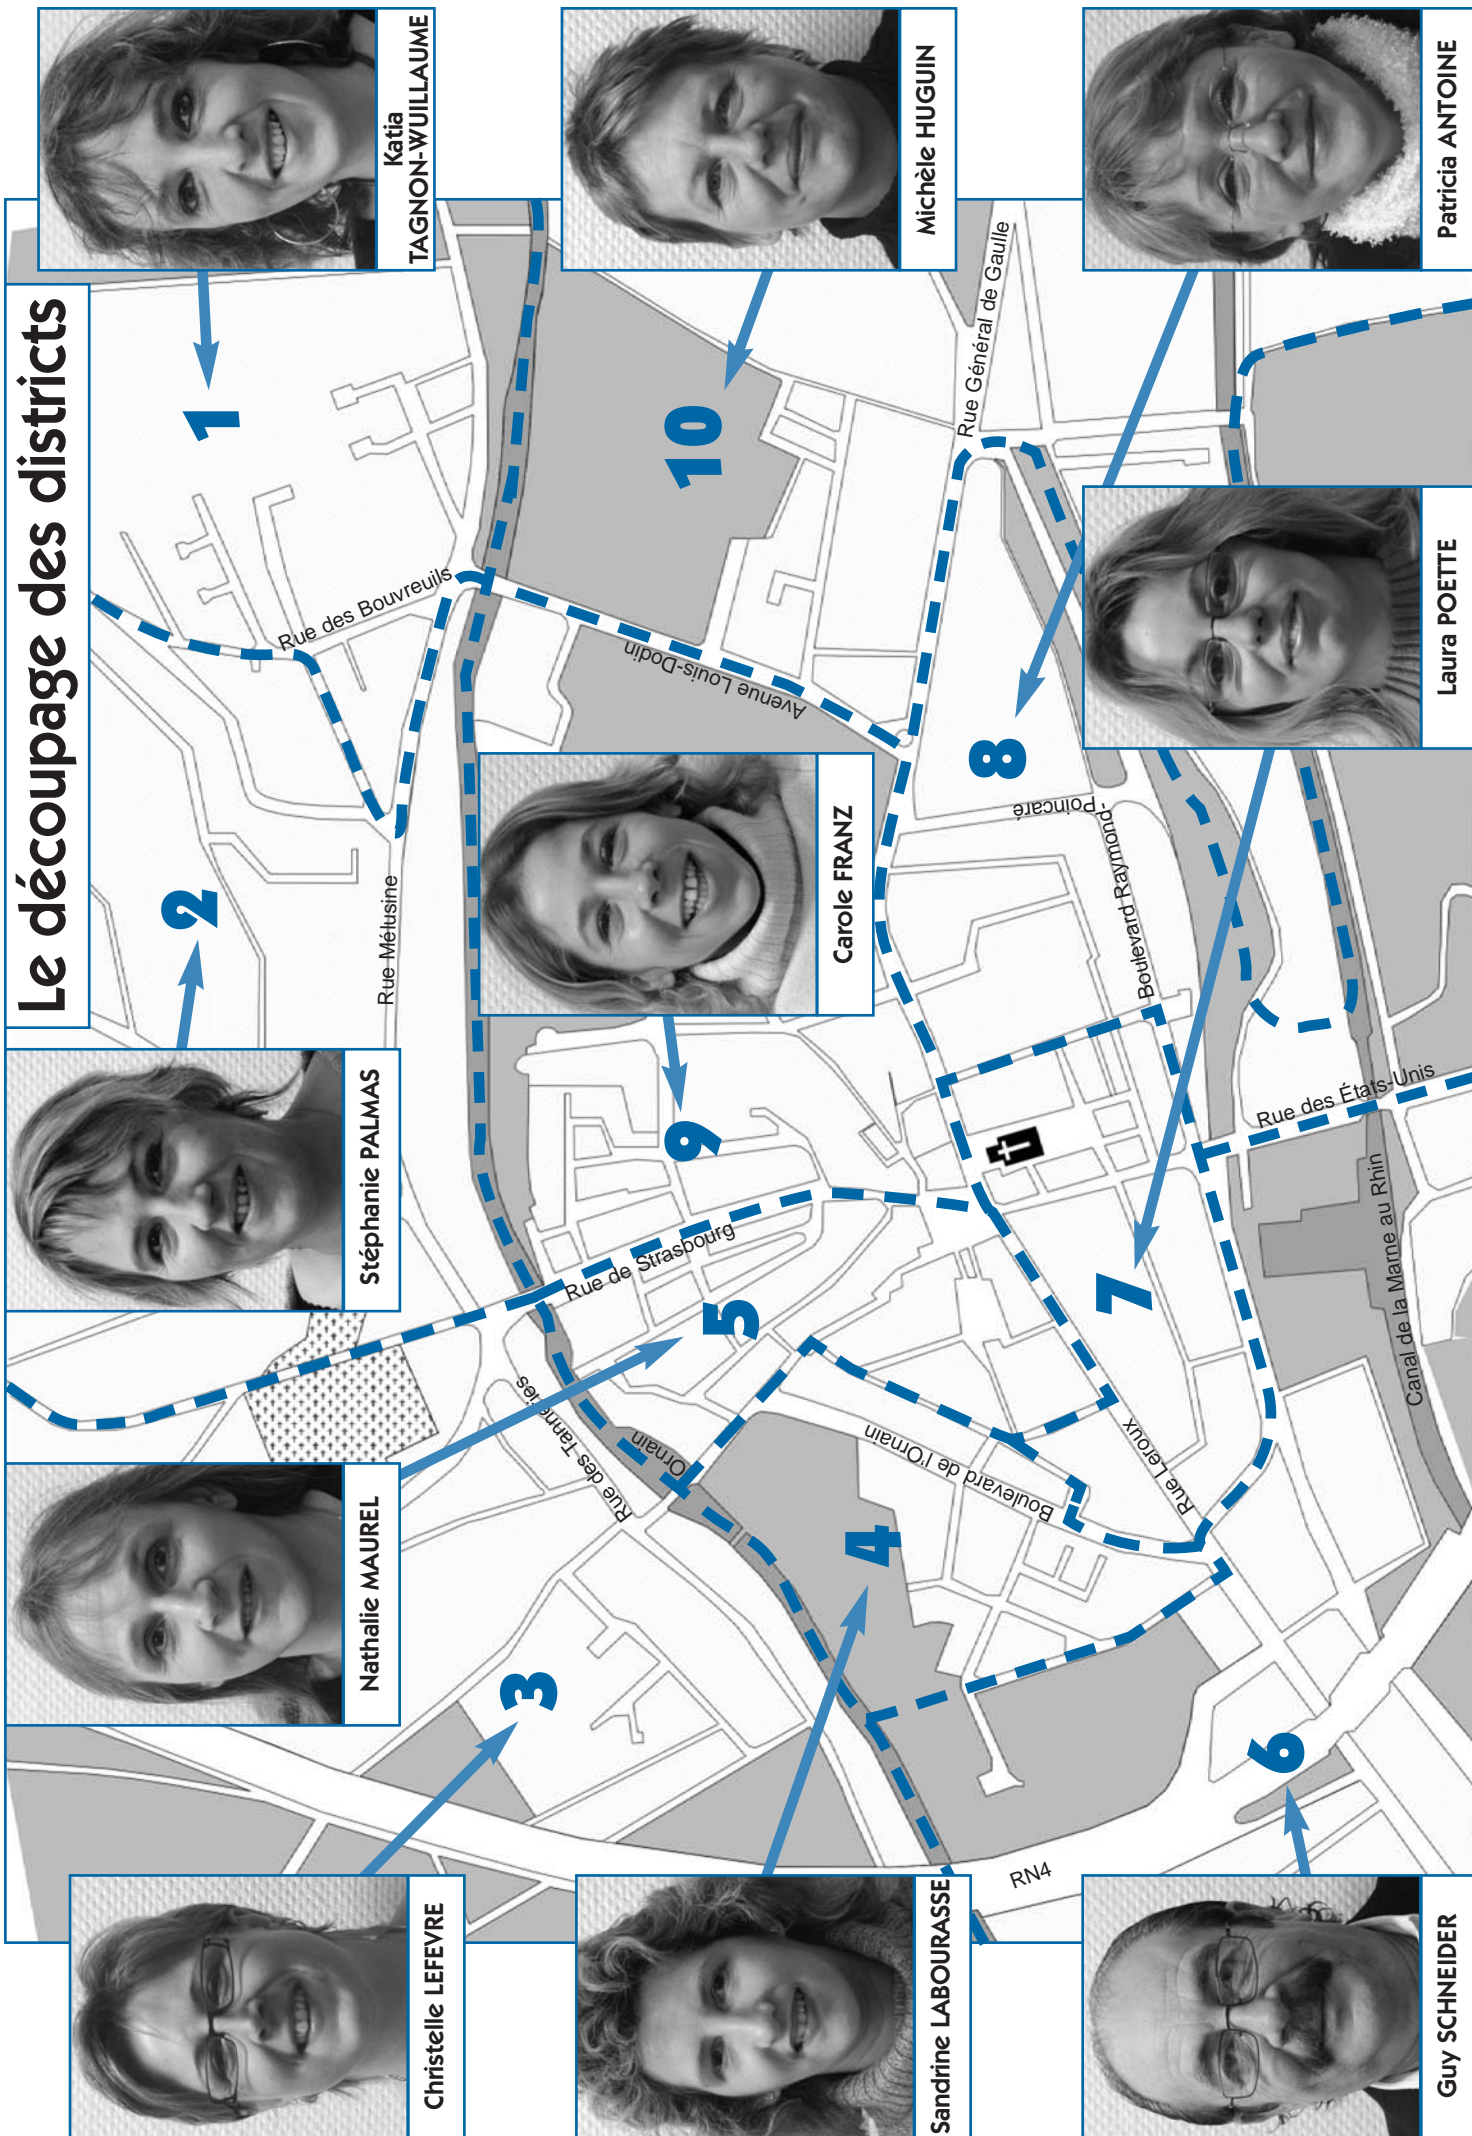 Le découpage des districts
Christelle LEFEVRE
Nathalie MAUREL
Stéphanie PALMAS
Katia
TAGNON-WUILLAUME
Sandrine LABOURASSE
Carole FRANZ
Michèle HUGUIN
Guy SCHNEIDER
Laura POETTE
Patricia ANTOINE
1
2
3
4
5
6
7
8
9
10
Rue des Bouvreuils
Rue Mélusine
Avenue Louis-Dodin
Rue Général de Gaulle
Rue de Strasbourg
Rue des Tanneries
Ornain
Boulevard de l'Ornain
Rue Leroux
Boulevard Raymond-
Poincaré
Rue des États-Unis
Canal de la Marne au Rhin
RN4